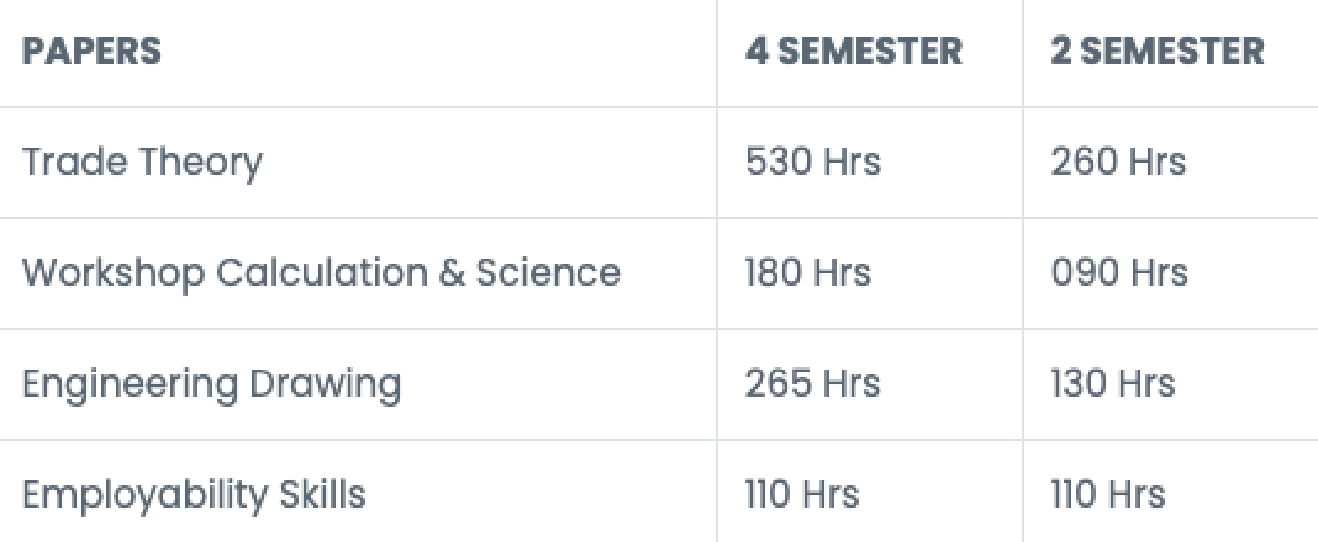 PAPERS 4 SEMESTER 2 SEMESTER
Trade Theory 530 Hrs 260 Hrs
Workshop Calculation & Science 180 Hrs 090 Hrs
Engineering Drawing 265 Hrs 130 Hrs
Employability Skills 110 Hrs 110 Hrs